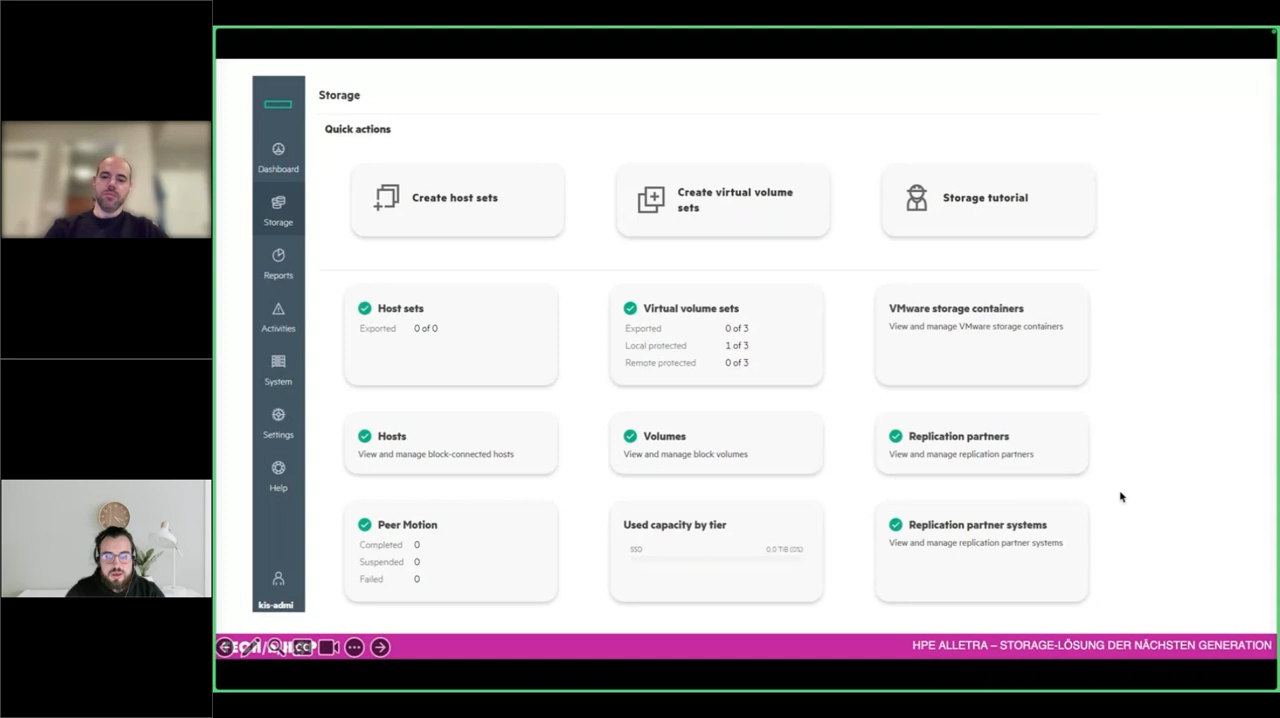 Storage
Quick actions
Dashboard
Storage
Reports
Activities
System
Settings
Help
kis-admi
Create host sets
Create virtual volume
sets
Storage tutorial
Host sets
Exported 0 of 0
Virtual volume sets
Exported 0 of 3
Local protected 1 of 3
Remote protected 0 of 3
VMware storage containers
View and manage VMware storage containers
Hosts
View and manage block-connected hosts
Volumes
View and manage block volumes
Replication partners
View and manage replication partners
Peer Motion
Completed 0
Suspended 0
Failed 0
Used capacity by tier
SSD 0,0 TiB (0%)
Replication partner systems
View and manage replication partner systems
HPE ALLETRA – STORAGE-LÖSUNG DER NÄCHSTEN GENERATION